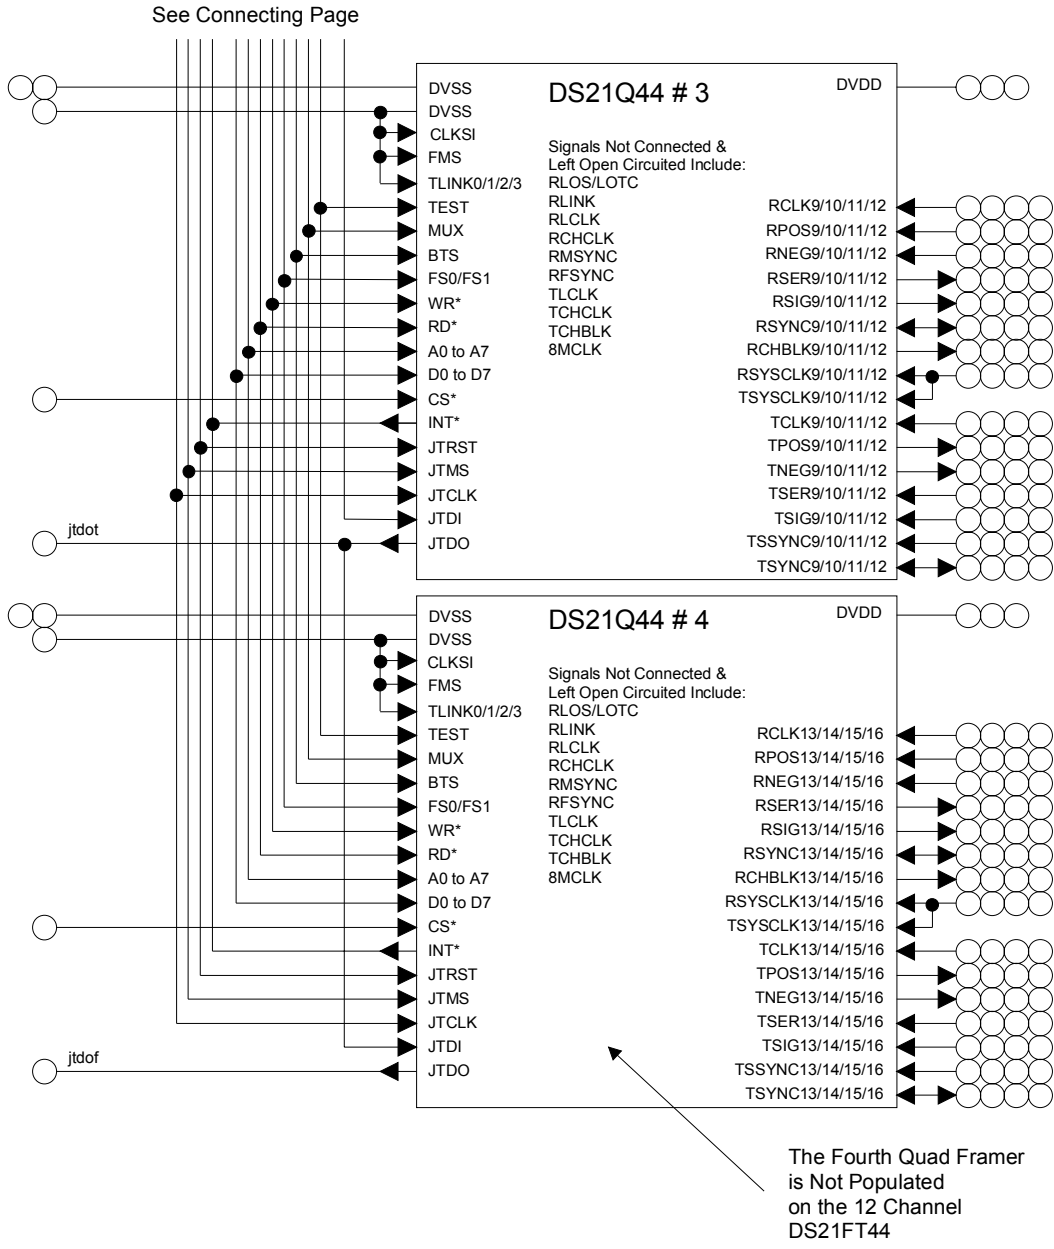 See Connecting Page
DS21Q44 # 3
DVSS
DVSS
CLKSI
FMS
TLINK0/1/2/3
TEST
MUX
BTS
FS0/FS1
WR*
RD*
A0 to A7
D0 to D7
CS*
INT*
JTRST
JTMS
JTCLK
JTDI
JTDO
jtdot
Signals Not Connected &
Left Open Circuited Include:
RLOS/LOTC
RLINK
RLCLK
RCHCLK
RMSYNC
RFSYNC
TLCLK
TCHCLK
TCHBLK
8MCLK
DVDD
RCLK9/10/11/12
RPOS9/10/11/12
RNEG9/10/11/12
RSER9/10/11/12
RSIG9/10/11/12
RSYNC9/10/11/12
RCHBLK9/10/11/12
RSYSCLK9/10/11/12
TSYSCLK9/10/11/12
TCLK9/10/11/12
TPOS9/10/11/12
TNEG9/10/11/12
TSER9/10/11/12
TSIG9/10/11/12
TSSYNC9/10/11/12
TSYNC9/10/11/12
DS21Q44 # 4
DVSS
DVSS
CLKSI
FMS
TLINK0/1/2/3
TEST
MUX
BTS
FS0/FS1
WR*
RD*
A0 to A7
D0 to D7
CS*
INT*
JTRST
JTMS
JTCLK
JTDI
JTDO
jtdof
Signals Not Connected &
Left Open Circuited Include:
RLOS/LOTC
RLINK
RLCLK
RCHCLK
RMSYNC
RFSYNC
TLCLK
TCHCLK
TCHBLK
8MCLK
DVDD
RCLK13/14/15/16
RPOS13/14/15/16
RNEG13/14/15/16
RSER13/14/15/16
RSIG13/14/15/16
RSYNC13/14/15/16
RCHBLK13/14/15/16
RSYSCLK13/14/15/16
TSYSCLK13/14/15/16
TCLK13/14/15/16
TPOS13/14/15/16
TNEG13/14/15/16
TSER13/14/15/16
TSIG13/14/15/16
TSSYNC13/14/15/16
TSYNC13/14/15/16
The Fourth Quad Framer
is Not Populated
on the 12 Channel
DS21FT44